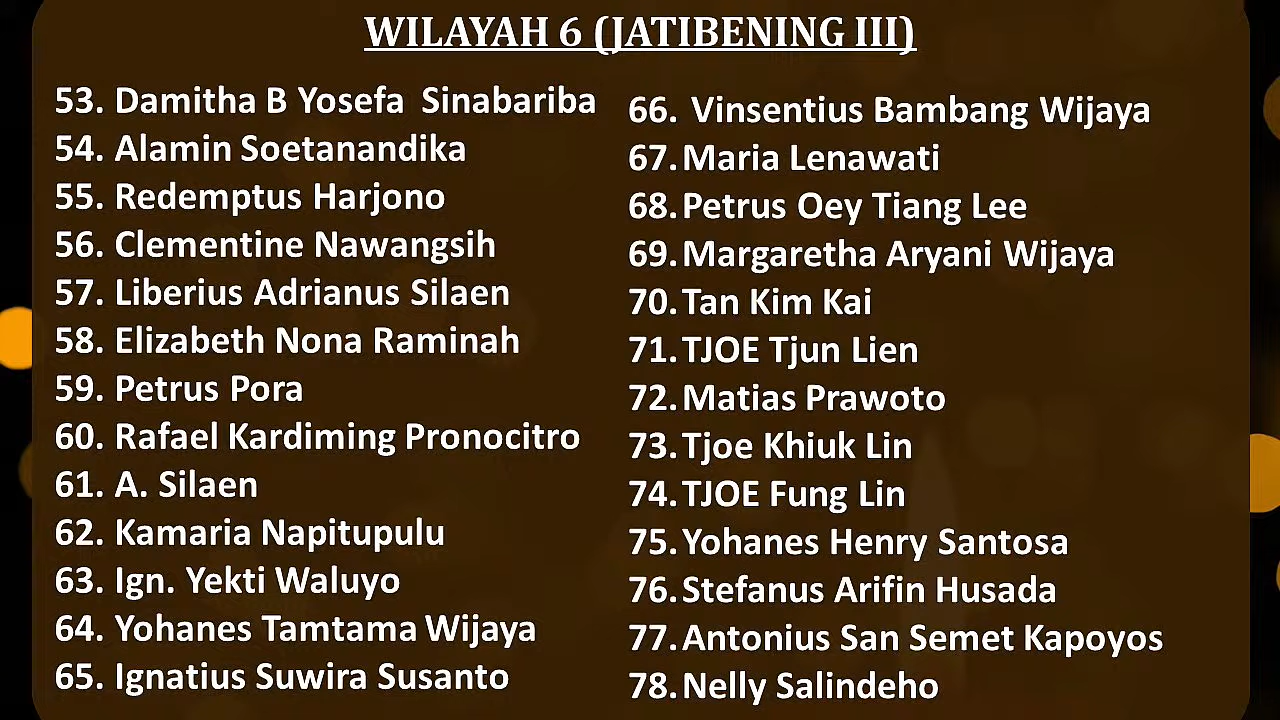 WILAYAH 6 (JATIBENING III)
53. Damitha B Yosefa Sinabariba
54. Alamin Soetanandika
55. Redemptus Harjono
56. Clementine Nawangsih
57. Liberius Adrianus Silaen
58. Elizabeth Nona Raminah
59. Petrus Pora
60. Rafael Kardiming Pronocitro
61. A. Silaen
62. Kamaria Napitupulu
63. Ign. Yekti Waluyo
64. Yohanes Tamtama Wijaya
65. Ignatius Suwira Susanto
66. Vinsentius Bambang Wijaya
67. Maria Lenawati
68. Petrus Oey Tiang Lee
69. Margaretha Aryani Wijaya
70. Tan Kim Kai
71. TJOE Tjun Lien
72. Matias Prawoto
73. Tjoe Khiuk Lin
74. TJOE Fung Lin
75. Yohanes Henry Santosa
76. Stefanus Arifin Husada
77. Antonius San Semet Kapoyos
78. Nelly Salindeho